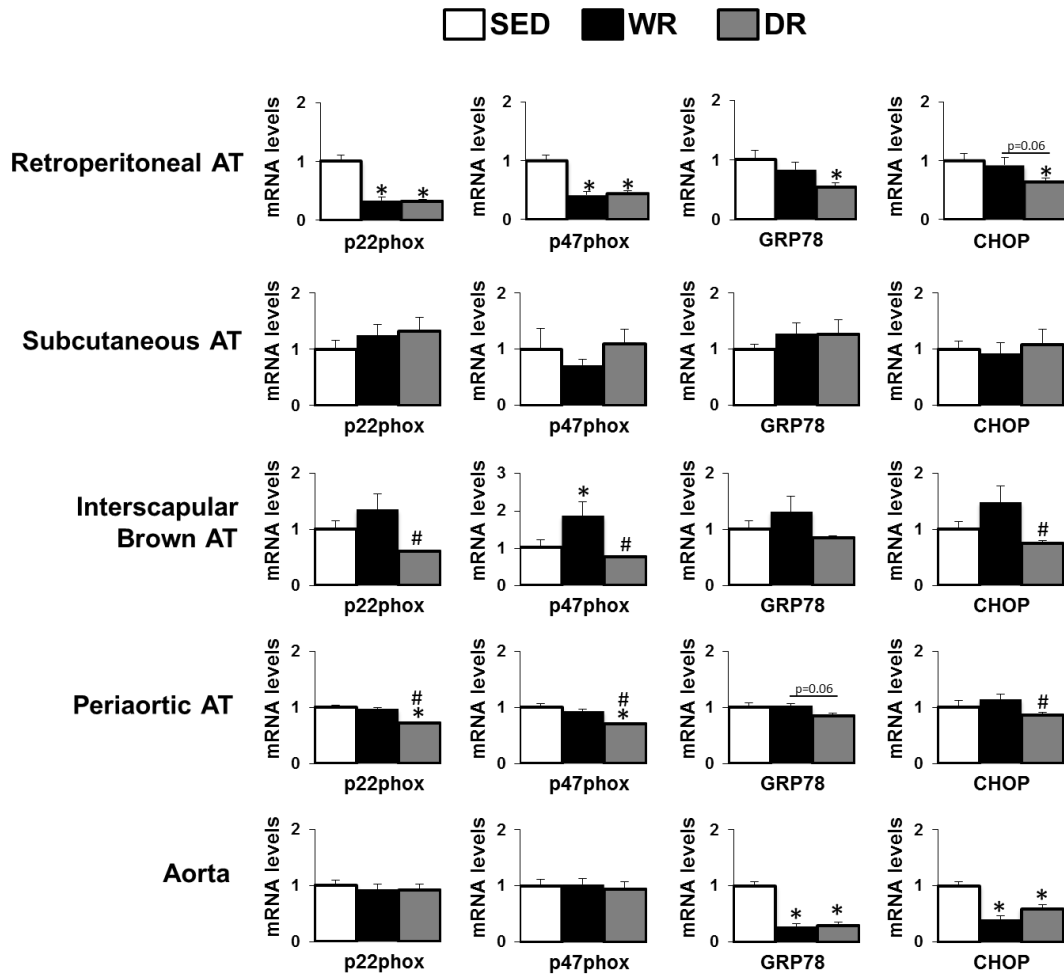 SED WR DR
Retroperitoneal AT
mRNA levels
2
1
0
* *
p22phox
mRNA levels
2
1
0
* *
p47phox
mRNA levels
2
1
0
*
GRP78
mRNA levels
2
1
0
p=0.06
*
CHOP
Subcutaneous AT
mRNA levels
2
1
0
p22phox
mRNA levels
2
1
0
p47phox
mRNA levels
2
1
0
GRP78
mRNA levels
2
1
0
CHOP
Interscapular
Brown AT
mRNA levels
2
1
0
#
p22phox
mRNA levels
3
2
1
0
*
#
p47phox
mRNA levels
2
1
0
GRP78
mRNA levels
2
1
0
#
CHOP
Periaortic AT
mRNA levels
2
1
0
#
*
p22phox
mRNA levels
2
1
0
#
*
p47phox
mRNA levels
2
1
0
p=0.06
GRP78
mRNA levels
2
1
0
#
CHOP
Aorta
mRNA levels
2
1
0
p22phox
mRNA levels
2
1
0
p47phox
mRNA levels
2
1
0
* *
GRP78
mRNA levels
2
1
0
* *
CHOP